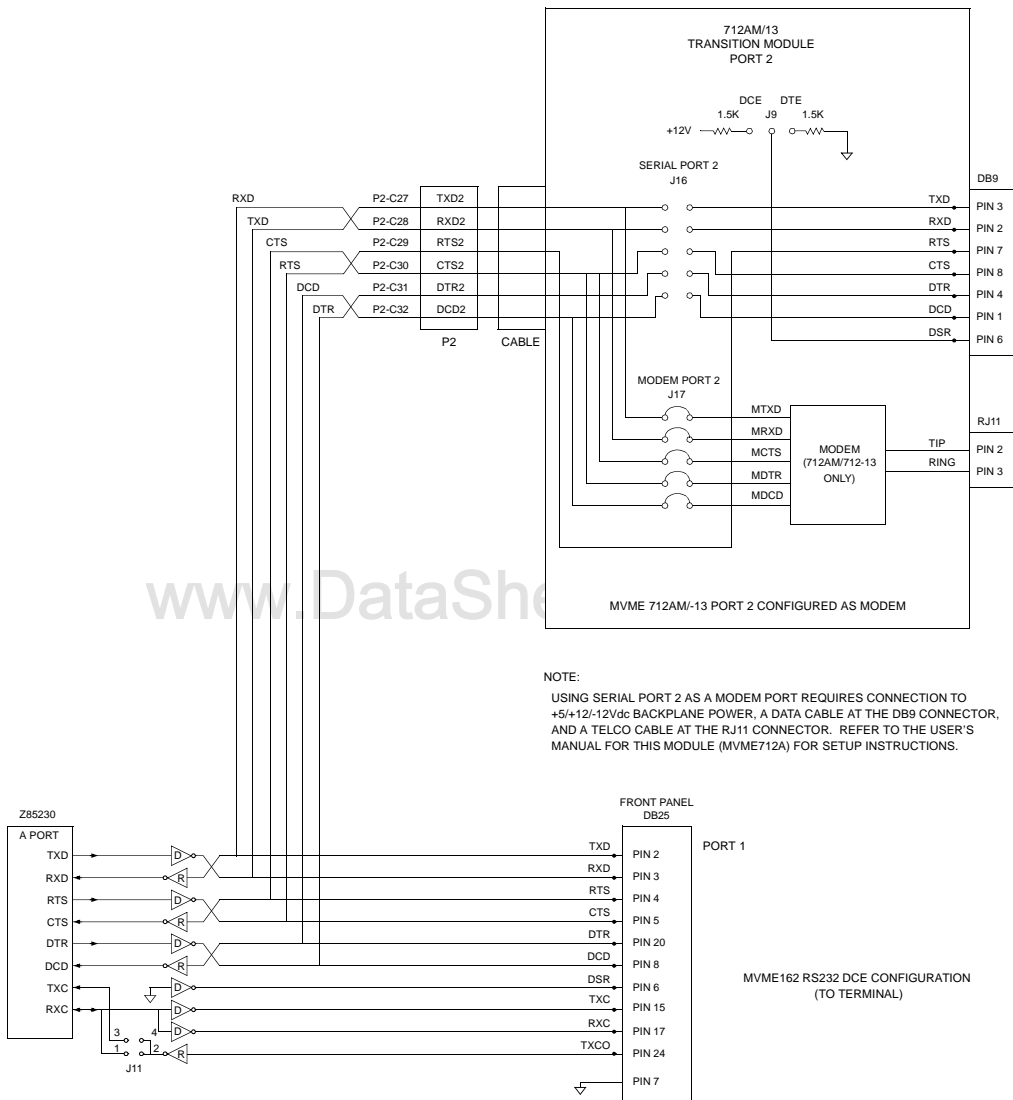 712AM/13
TRANSITION MODULE
PORT 2
DCE DTE
1.5K J9 1.5K
+12V
SERIAL PORT 2
J16
DB9
RXD P2-C27 TXD2 TXD PIN 3
TXD P2-C28 RXD2 RXD PIN 2
CTS P2-C29 RTS2 RTS PIN 7
RTS P2-C30 CTS2 CTS PIN 8
DCD P2-C31 DTR2 DTR PIN 4
DTR P2-C32 DCD2 DCD PIN 1
DSR PIN 6
P2 CABLE
MODEM PORT 2
J17
RJ11
MTXD
MRXD
MCTS
MDTR
MDCD
MODEM
(712AM/712-13
ONLY)
TIP PIN 2
RING PIN 3
www.DataShe
MVME 712AM/-13 PORT 2 CONFIGURED AS MODEM
NOTE:
USING SERIAL PORT 2 AS A MODEM PORT REQUIRES CONNECTION TO
+5/+12/-12Vdc BACKPLANE POWER, A DATA CABLE AT THE DB9 CONNECTOR,
AND A TELCO CABLE AT THE RJ11 CONNECTOR. REFER TO THE USER'S
MANUAL FOR THIS MODULE (MVME712A) FOR SETUP INSTRUCTIONS.
Z85230
A PORT
FRONT PANEL
DB25
PORT 1
TXD D TXD PIN 2
RXD R RXD PIN 3
RTS D RTS PIN 4
CTS R CTS PIN 5
DTR D DTR PIN 20
DCD R DCD PIN 8
TXC D DSR PIN 6
RXC D TXC PIN 15
D RXC PIN 17
3 4
1 2 R TXCO PIN 24
J11
PIN 7
MVME162 RS232 DCE CONFIGURATION
(TO TERMINAL)